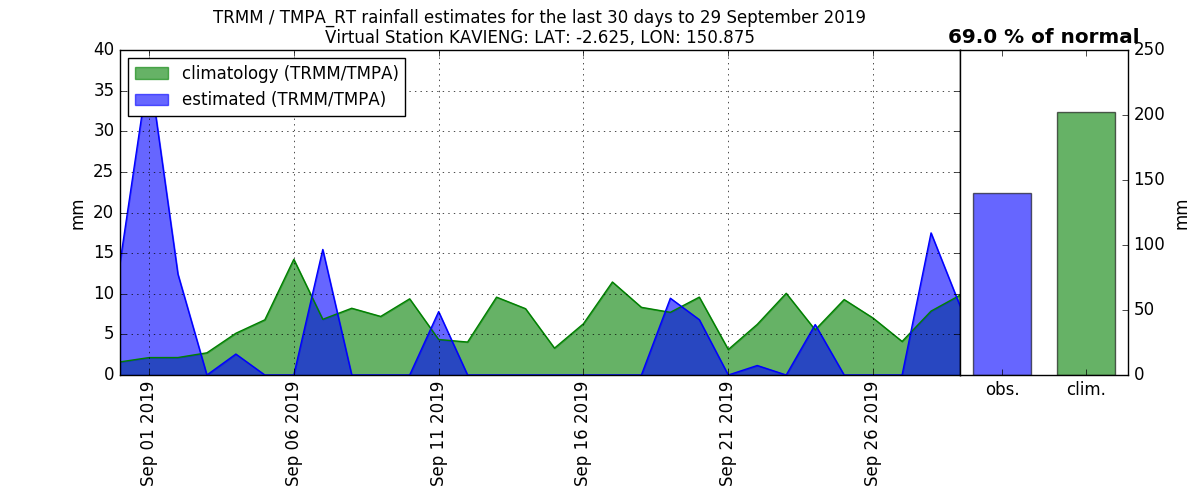 TRMM / TMPA_RT rainfall estimates for the last 30 days to 29 September 2019
Virtual Station KAVIENG: LAT: -2.625, LON: 150.875
69.0 % of normal
climatology (TRMM/TMPA)
estimated (TRMM/TMPA)
40
35
30
25
20
15
10
5
0
mm
Sep 01 2019
Sep 06 2019
Sep 11 2019
Sep 16 2019
Sep 21 2019
Sep 26 2019
obs.
clim.
250
200
150
100
50
0
mm